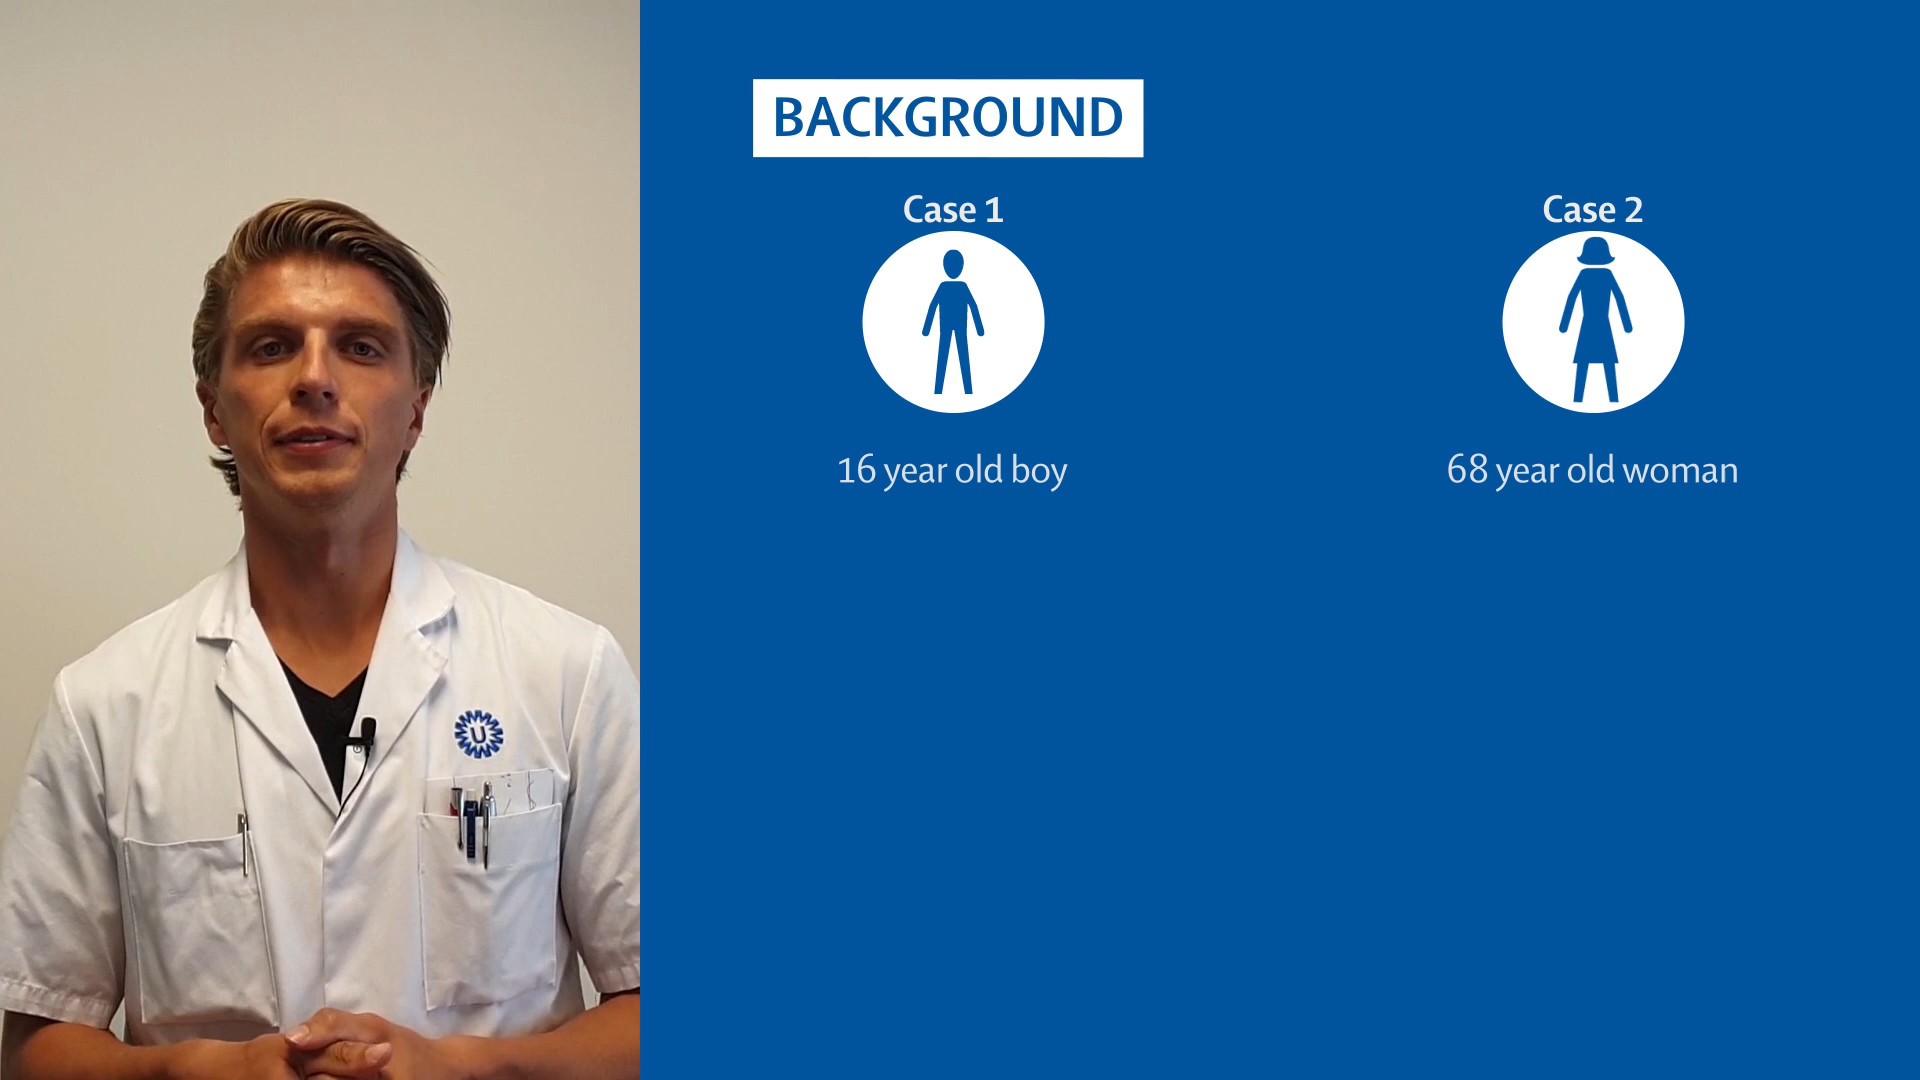 BACKGROUND
Case 1
Case 2
16 year old boy
68 year old woman
U